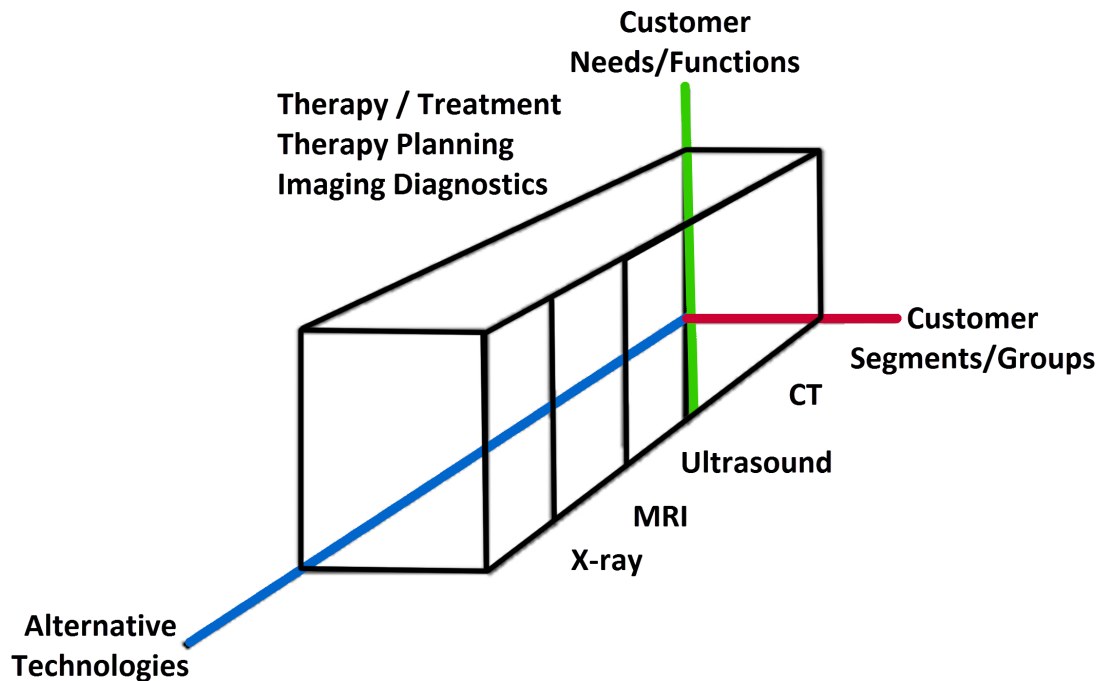 Customer
Needs/Functions
Therapy / Treatment
Therapy Planning
Imaging Diagnostics
Customer
Segments/Groups
CT
Ultrasound
MRI
X-ray
Alternative
Technologies